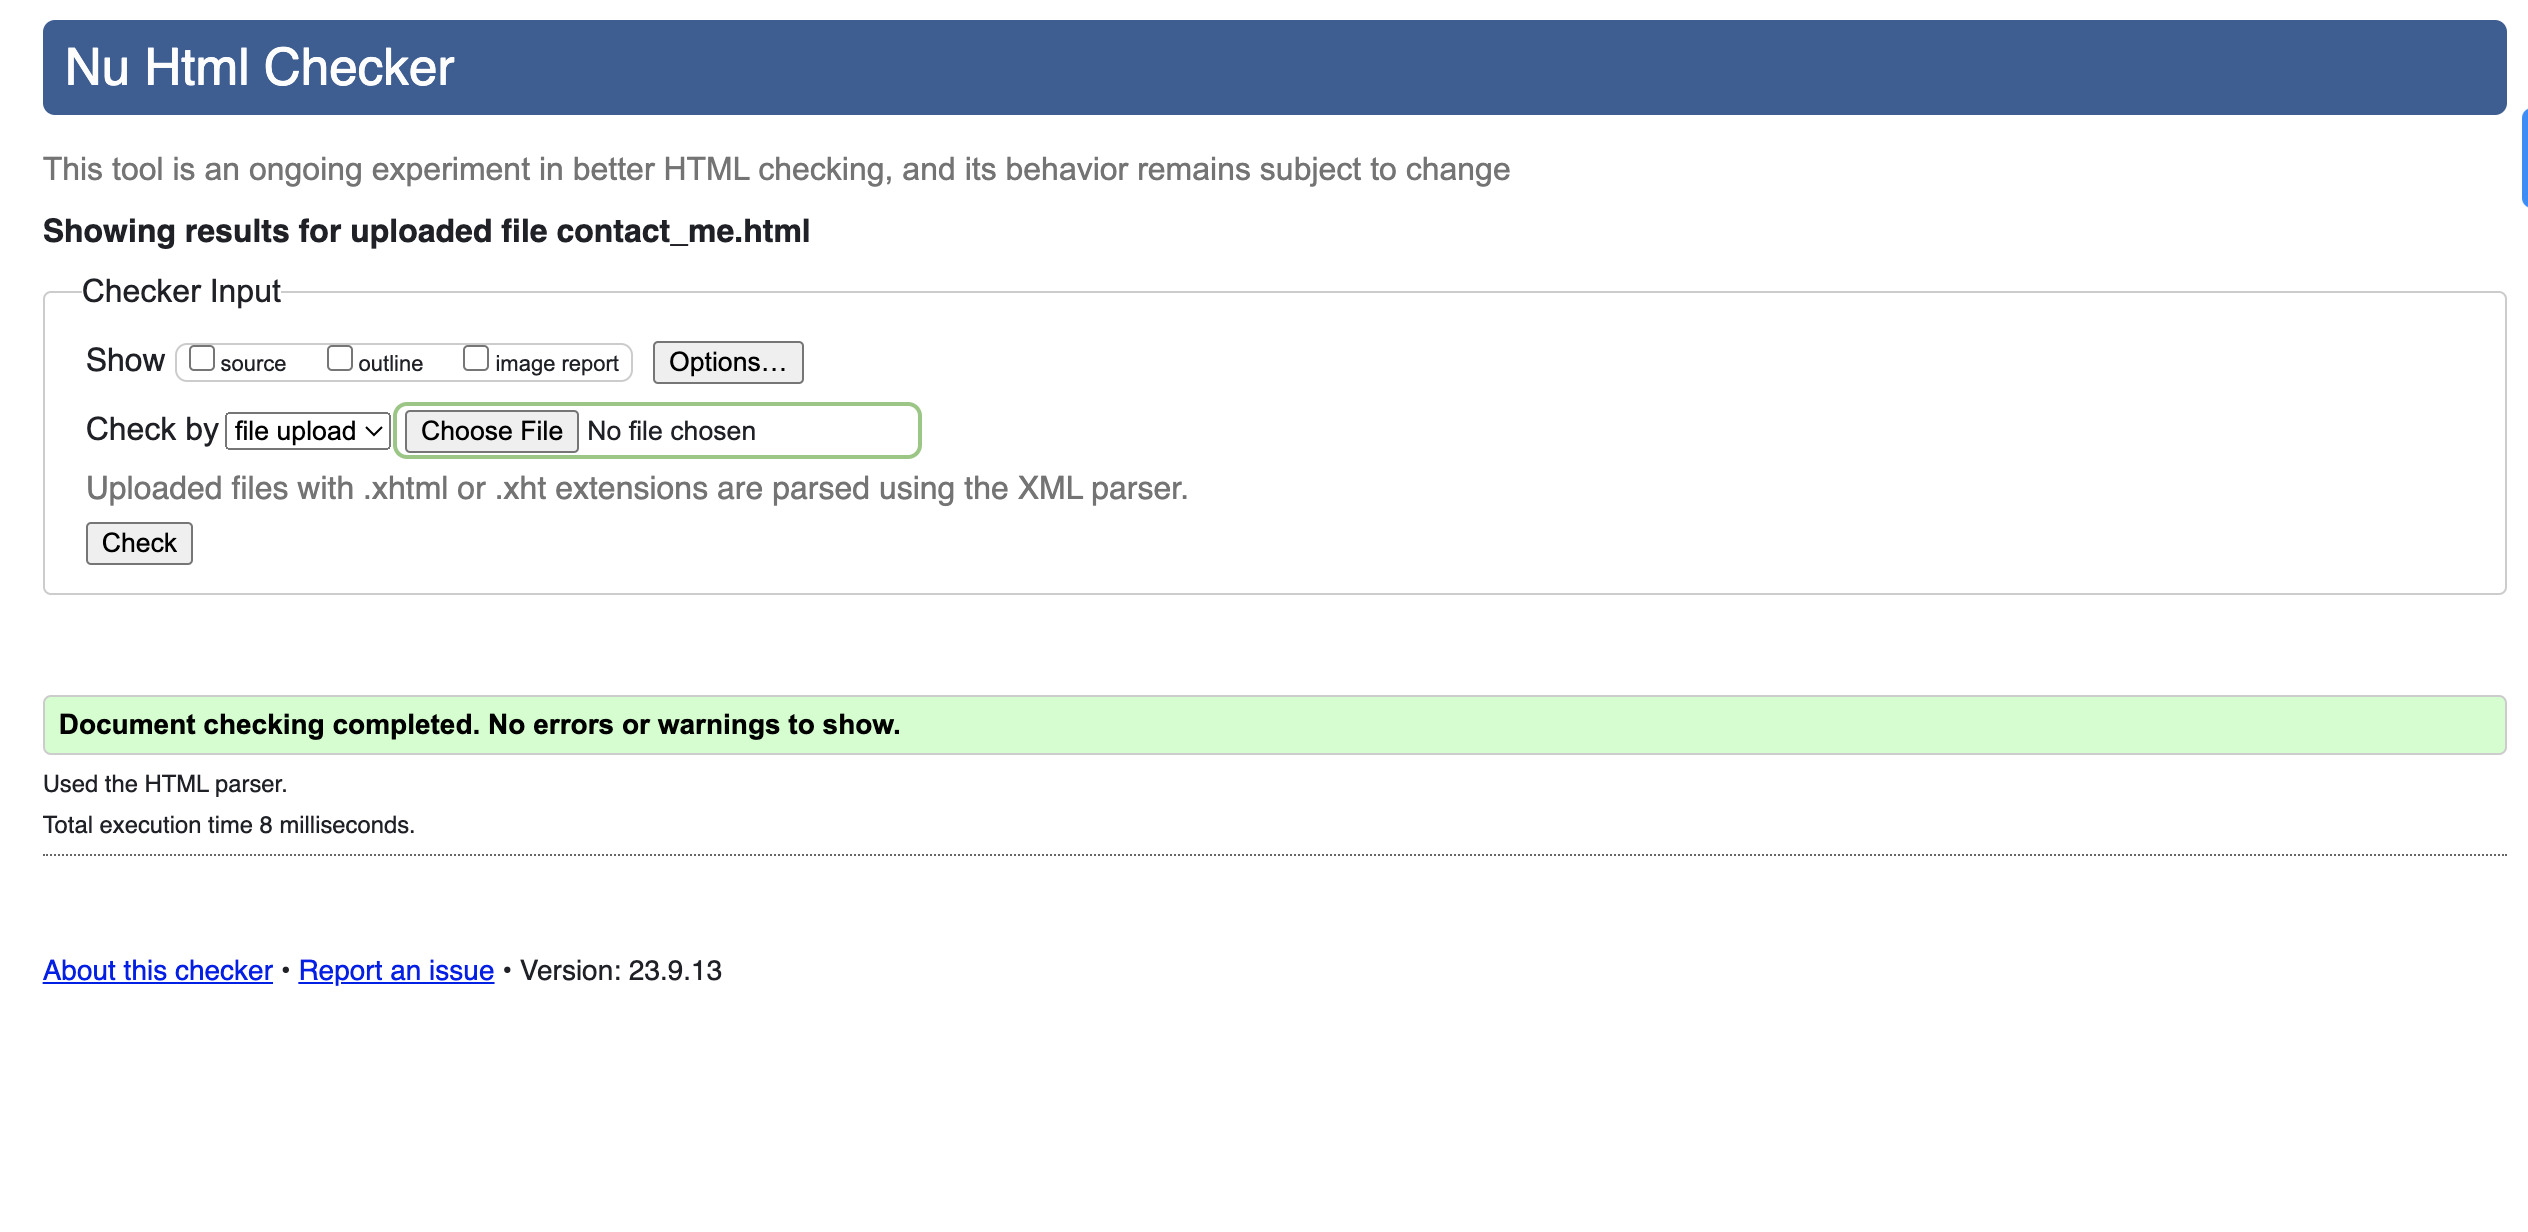 Nu Html Checker
This tool is an ongoing experiment in better HTML checking, and its behavior remains subject to change
Showing results for uploaded file contact_me.html
Checker Input
Show source outline image report Options…
Check by file upload Choose File No file chosen
Uploaded files with .xhtml or .xht extensions are parsed using the XML parser.
Check
Document checking completed. No errors or warnings to show.
Used the HTML parser.
Total execution time 8 milliseconds.
About this checker • Report an issue • Version: 23.9.13